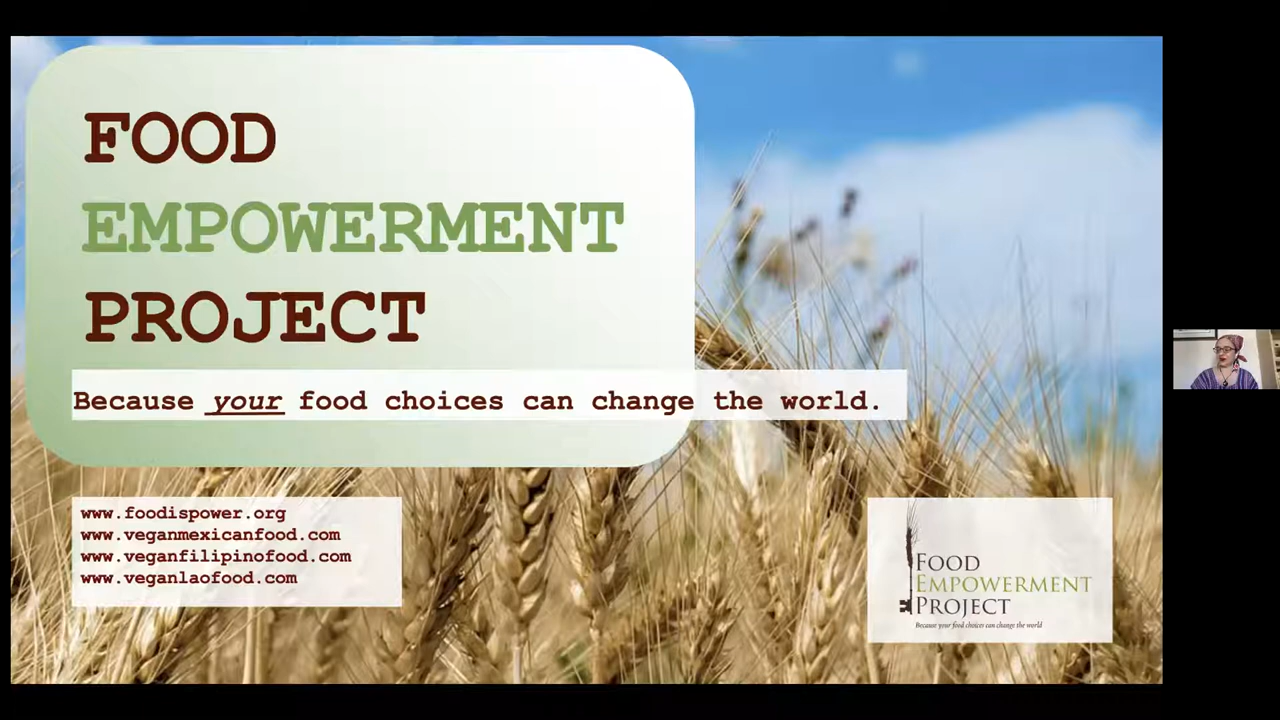 FOOD
EMPOWERMENT
PROJECT
Because your food choices can change the world.
www.foodispower.org
www.veganmexicanfood.com
www.veganfilipinofood.com
www.veganlaofood.com
FOOD
EMPOWERMENT
PROJECT
Because your food choices can change the world